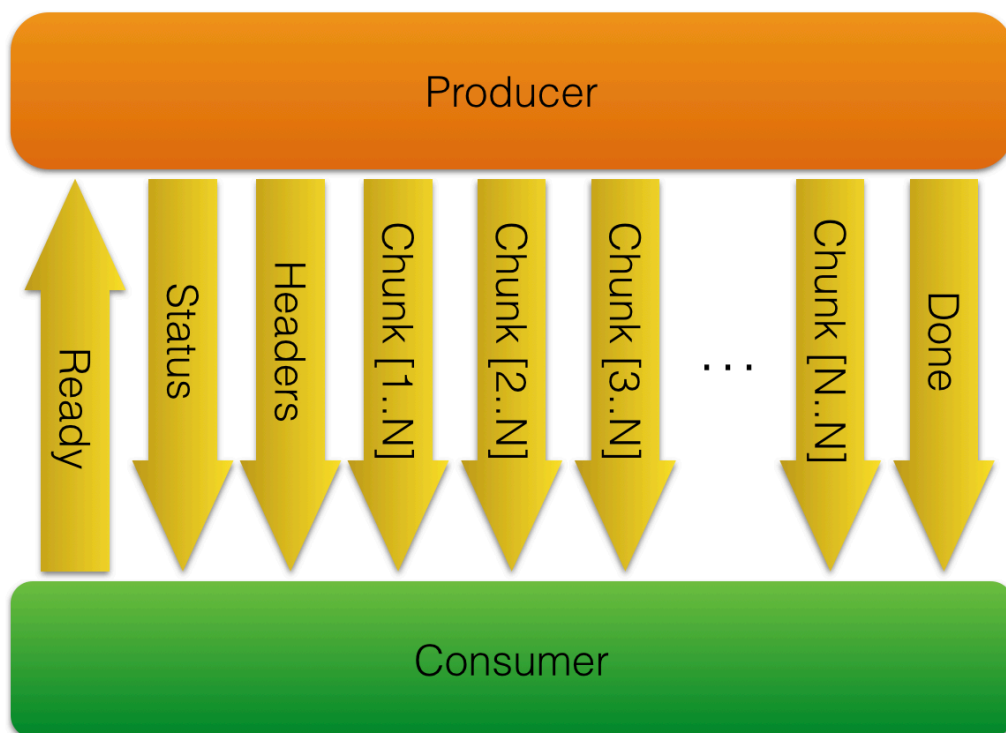 Producer
Ready
Status
Headers
Chunk [1..N]
Chunk [2..N]
Chunk [3..N]
...
Chunk [N..N]
Done
Consumer